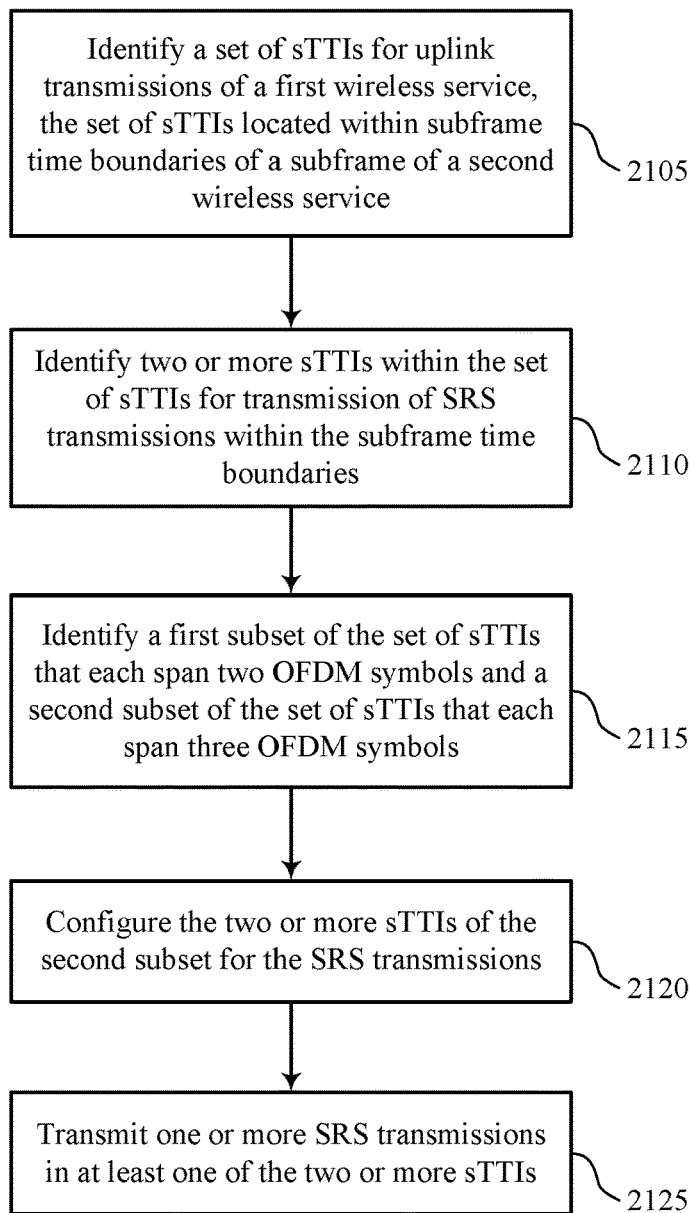 Identify a set of sTTIs for uplink
transmissions of a first wireless service,
the set of sTTIs located within subframe
time boundaries of a subframe of a second
wireless service
2105
Identify two or more sTTIs within the set
of sTTIs for transmission of SRS
transmissions within the subframe time
boundaries
2110
Identify a first subset of the set of sTTIs
that each span two OFDM symbols and a
second subset of the set of sTTIs that each
span three OFDM symbols
2115
Configure the two or more sTTIs of the
second subset for the SRS transmissions
2120
Transmit one or more SRS transmissions
in at least one of the two or more sTTIs
2125